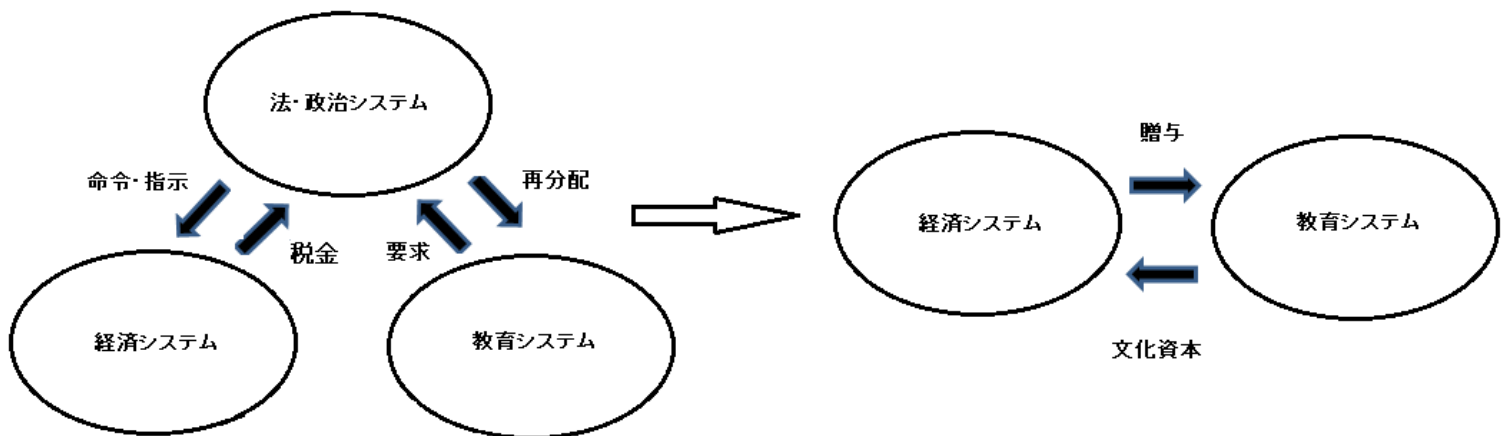 法・政治システム
命令・指示
再分配
税金
要求
経済システム
教育システム
贈与
経済システム
教育システム
文化資本